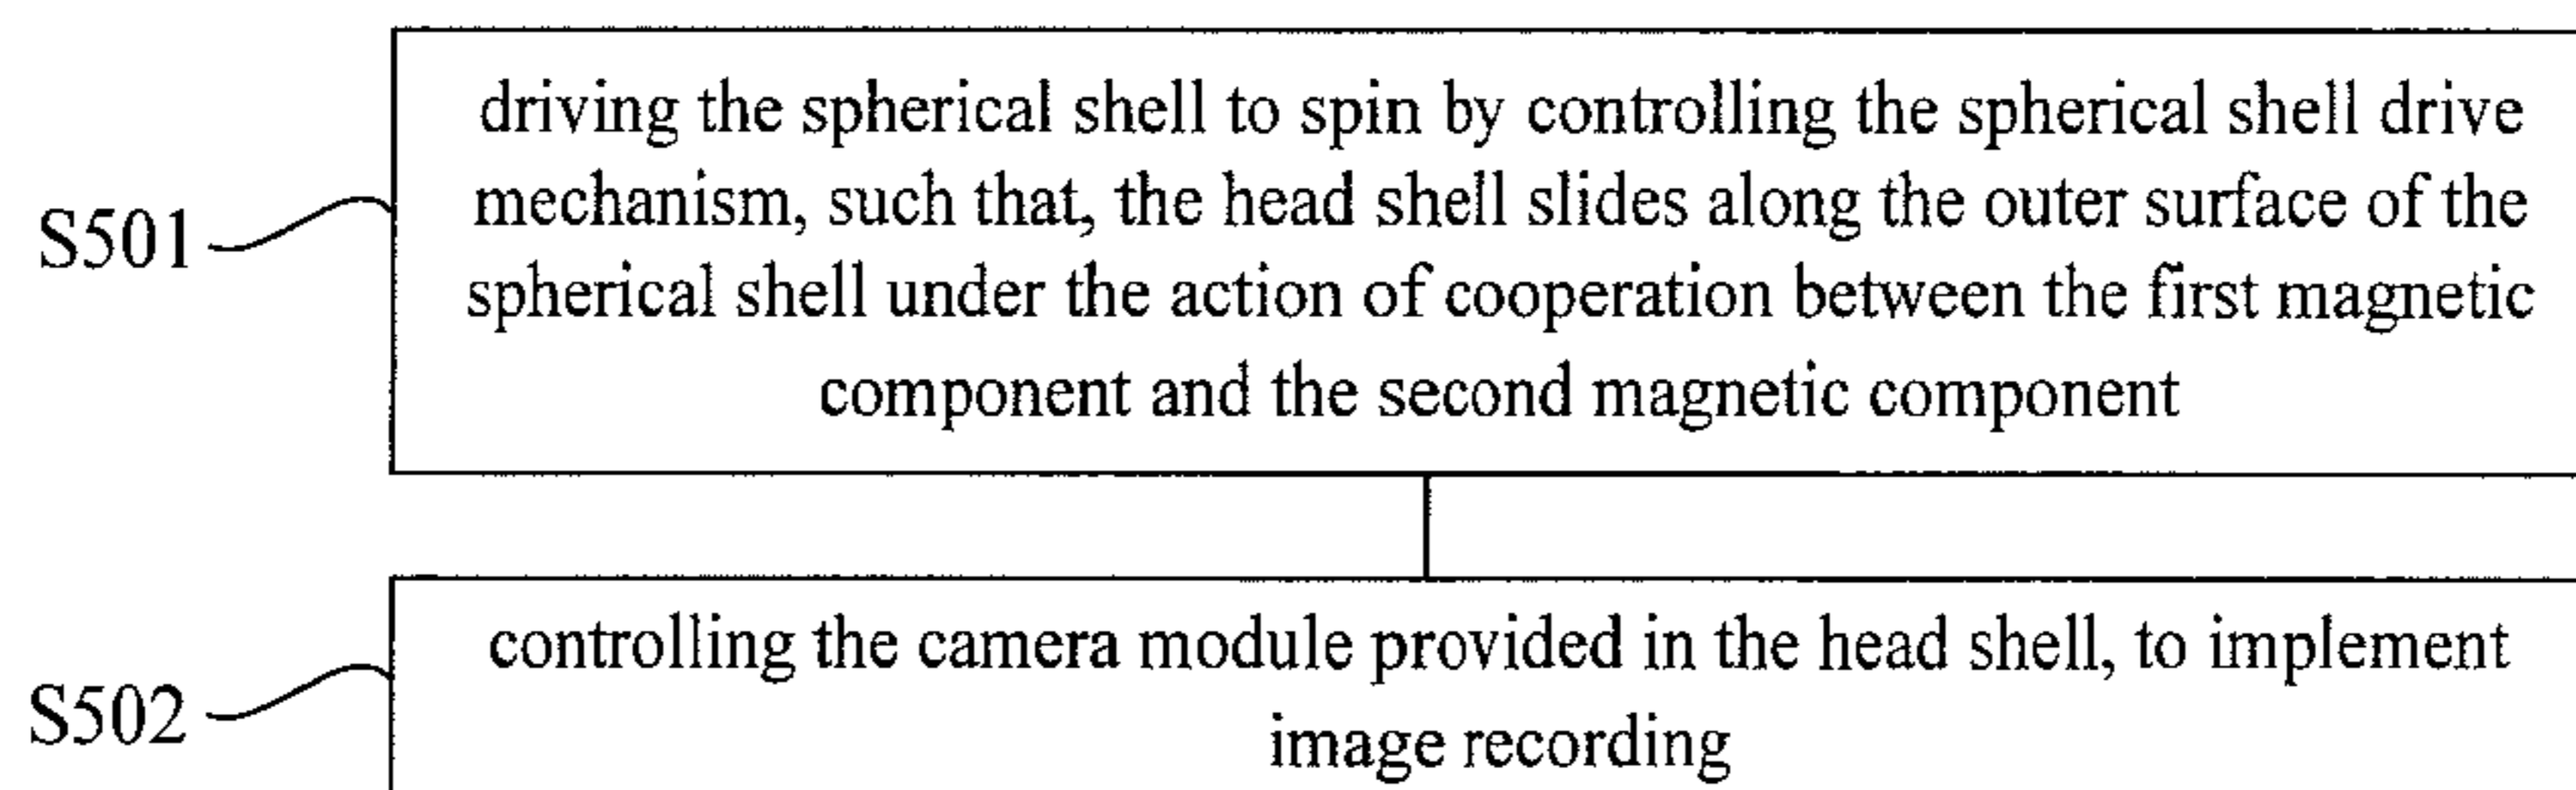 driving the spherical shell to spin by controlling the spherical shell drive
mechanism, such that, the head shell slides along the outer surface of the
spherical shell under the action of cooperation between the first magnetic
component and the second magnetic component
S501
controlling the camera module provided in the head shell, to implement
image recording
S502